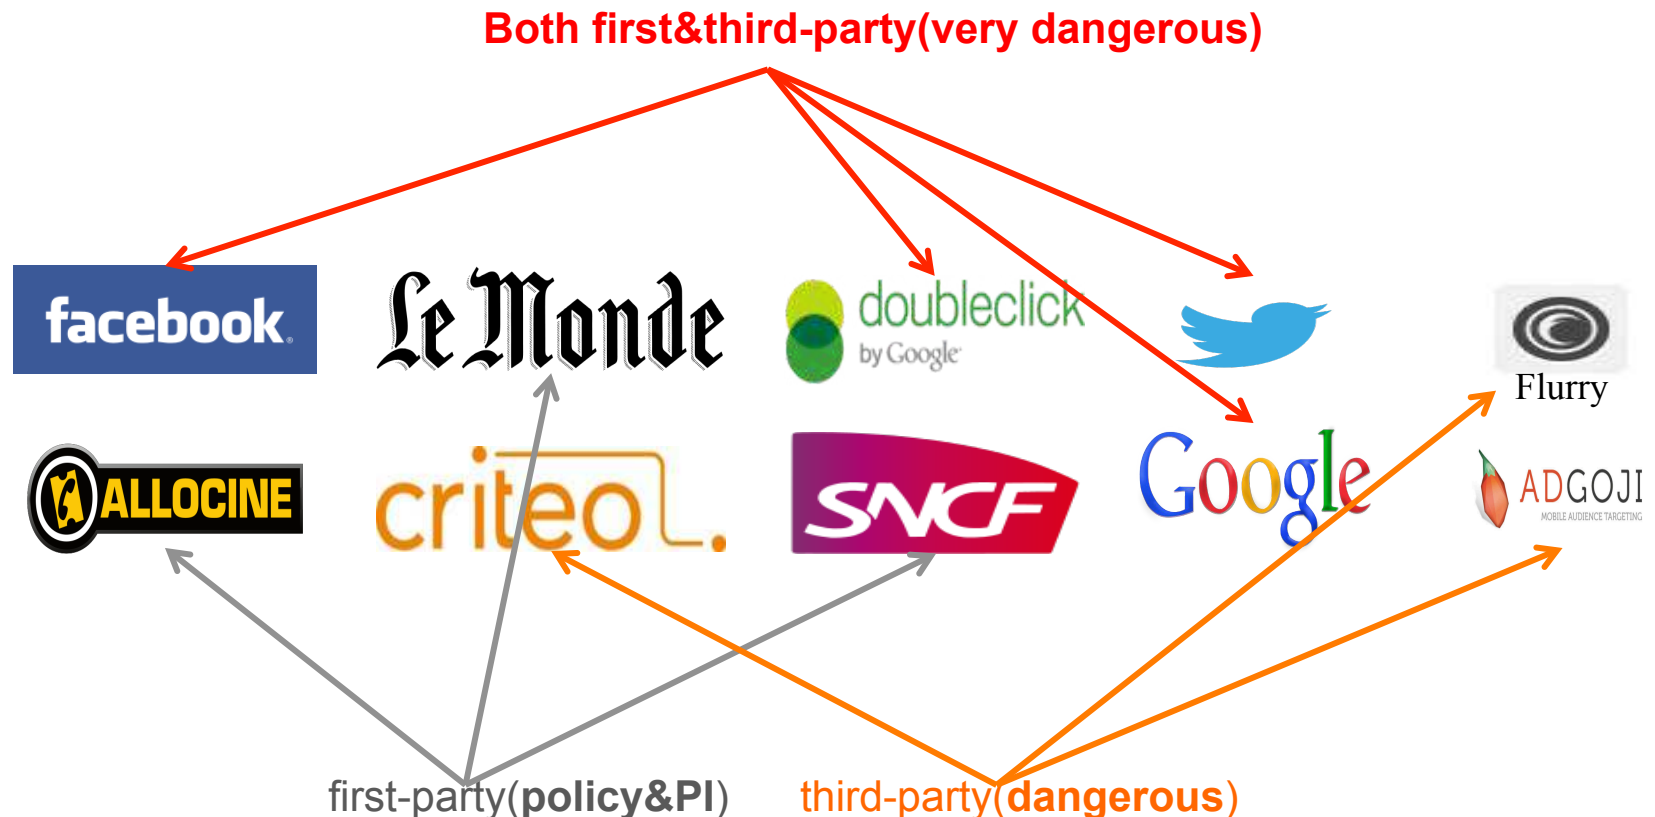 Both first&third-party(very dangerous)
facebook.
Le Monde
doubleclick
by Google
Flurry
ALLOCINE
criteo
SNCF
Google
ADGOJI
MOBILE AUDIENCE TARGETING
first-party(policy&PI)
third-party(dangerous)